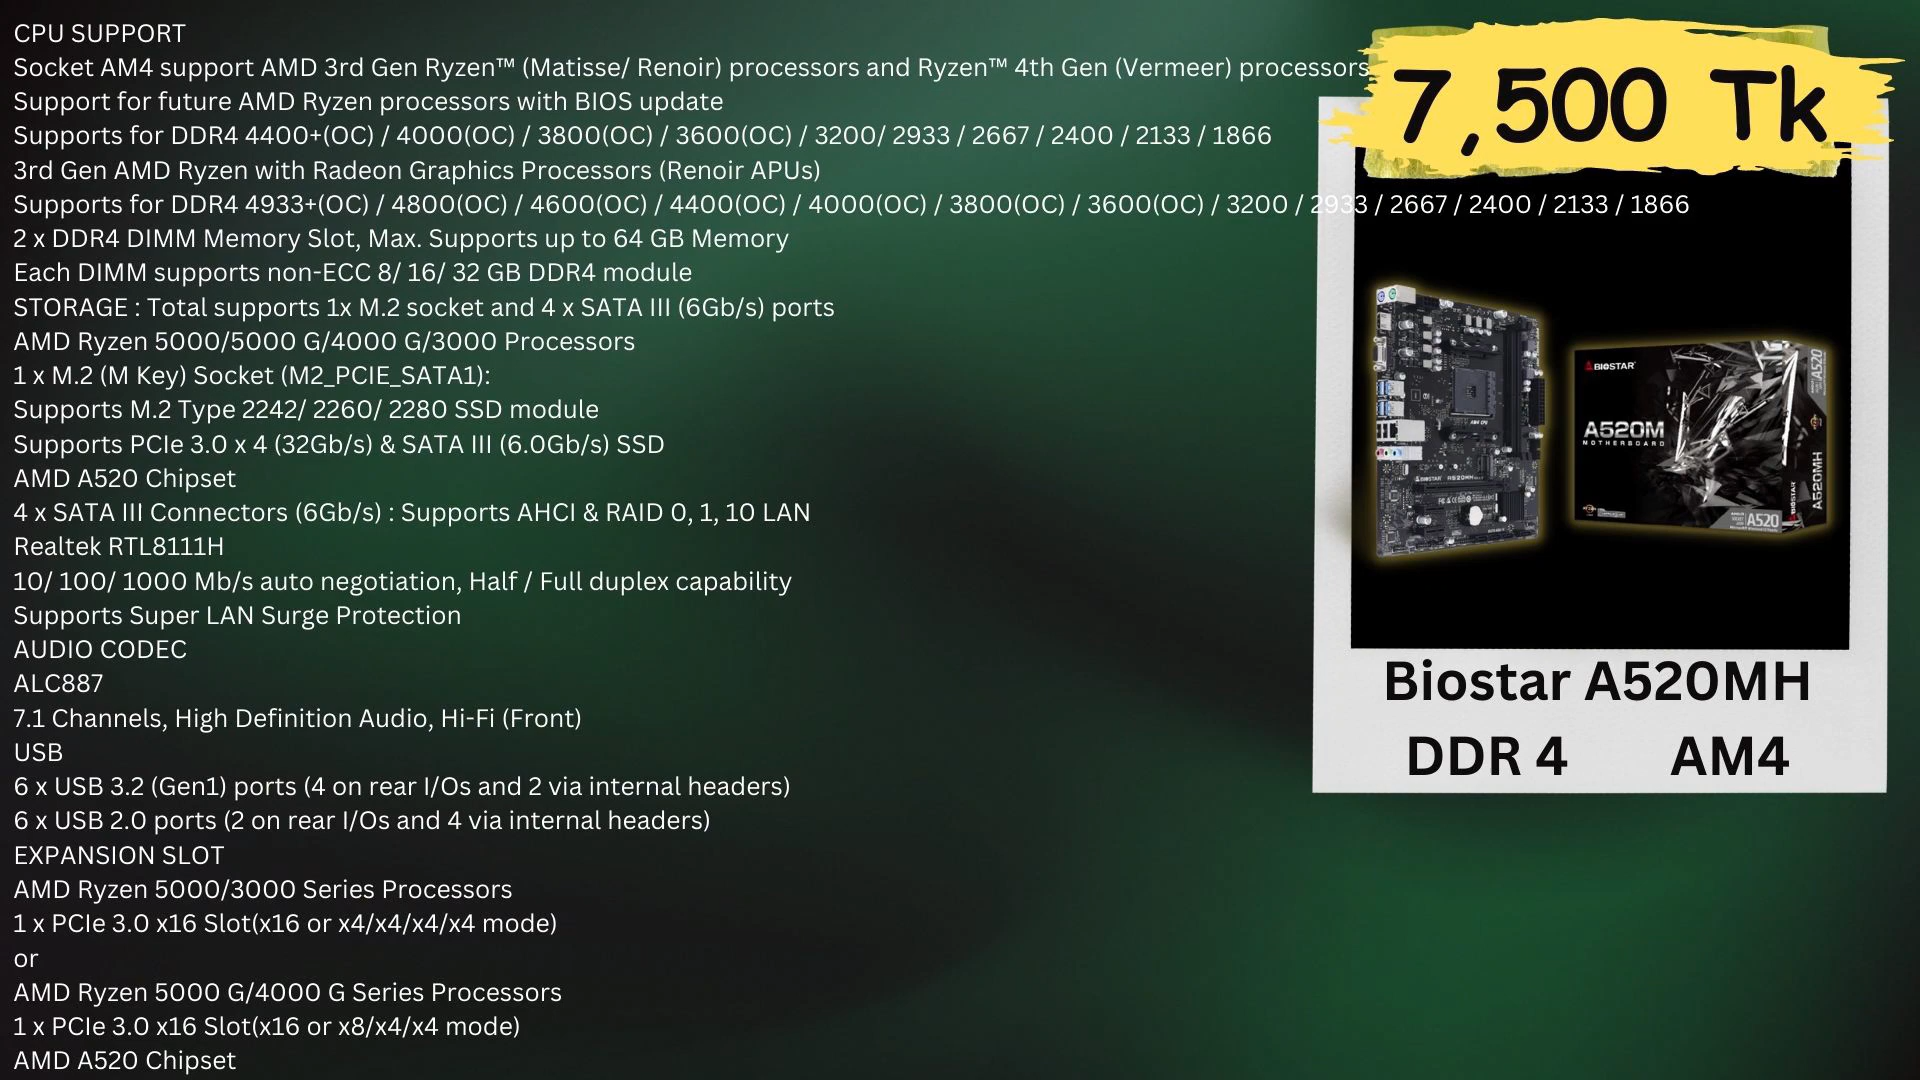 CPU SUPPORT
Socket AM4 support AMD 3rd Gen Ryzen™ (Matisse/ Renoir) processors and Ryzen™ 4th Gen (Vermeer) processors
Support for future AMD Ryzen processors with BIOS update
Supports for DDR4 4400+(OC) / 4000(OC) / 3800(OC) / 3600(OC) / 3200/ 2933 / 2667 / 2400 / 2133 / 1866
3rd Gen AMD Ryzen with Radeon Graphics Processors (Renoir APUs)
Supports for DDR4 4933+(OC) / 4800(OC) / 4600(OC) / 4400(OC) / 4000(OC) / 3800(OC) / 3600(OC) / 3200 / 2933 / 2667 / 2400 / 2133 / 1866
2 x DDR4 DIMM Memory Slot, Max. Supports up to 64 GB Memory
Each DIMM supports non-ECC 8/ 16/ 32 GB DDR4 module
STORAGE : Total supports 1x M.2 socket and 4 x SATA III (6Gb/s) ports
AMD Ryzen 5000/5000 G/4000 G/3000 Processors
1 x M.2 (M Key) Socket (M2_PCIE_SATA1):
Supports M.2 Type 2242/ 2260/ 2280 SSD module
Supports PCIe 3.0 x 4 (32Gb/s) & SATA III (6.0Gb/s) SSD
AMD A520 Chipset
4 x SATA III Connectors (6Gb/s) : Supports AHCI & RAID 0, 1, 10 LAN
Realtek RTL8111H
10/ 100/ 1000 Mb/s auto negotiation, Half / Full duplex capability
Supports Super LAN Surge Protection
AUDIO CODEC
ALC887
7.1 Channels, High Definition Audio, Hi-Fi (Front)
USB
6 x USB 3.2 (Gen1) ports (4 on rear I/Os and 2 via internal headers)
6 x USB 2.0 ports (2 on rear I/Os and 4 via internal headers)
EXPANSION SLOT
AMD Ryzen 5000/3000 Series Processors
1 x PCIe 3.0 x16 Slot(x16 or x4/x4/x4/x4 mode)
or
AMD Ryzen 5000 G/4000 G Series Processors
1 x PCIe 3.0 x16 Slot(x16 or x8/x4/x4 mode)
AMD A520 Chipset
7,500 Tk
AM4 CPU
BIOSTAR A520MH
BIOSTAR
A520M
MOTHERBOARD
A520
A520
BIOSTAR
A520MH
Biostar A520MH
DDR 4 AM4